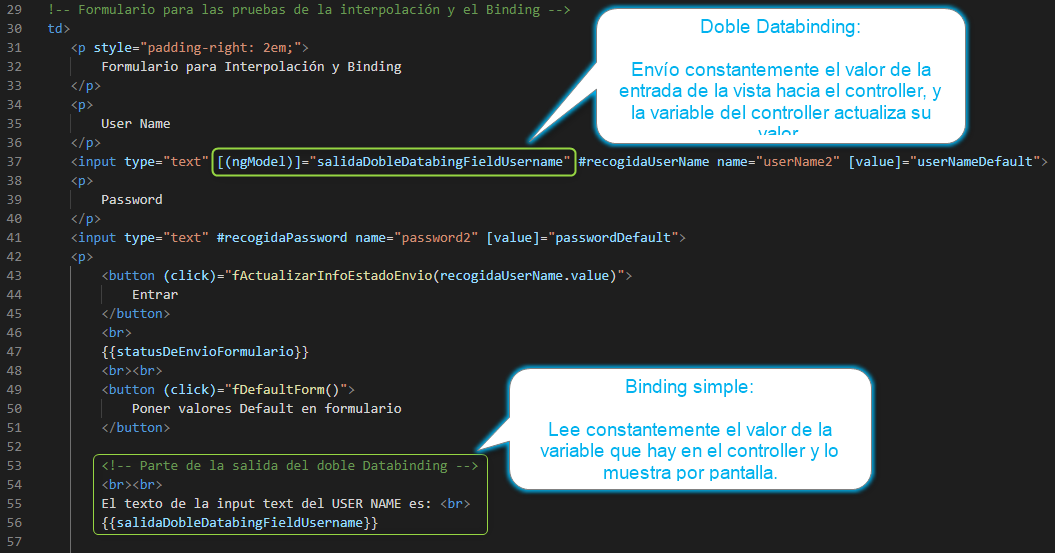 29 !-- Formulario para las pruebas de la interpolación y el Binding -->
30 td>
31 <p style="padding-right: 2em;">
32 Formulario para Interpolación y Binding
33 </p>
34 <p>
35 User Name
36 </p>
37 <input type="text" [(ngModel)]="salidaDobleDatabingFieldUsername" #recogidaUserName name="userName2" [value]="userNameDefault">
38 <p>
39 Password
40 </p>
41 <input type="text" #recogidaPassword name="password2" [value]="passwordDefault">
42 <p>
43 <button (click)="fActualizarInfoEstadoEnvio(recogidaUserName.value)">
44 Entrar
45 </button>
46 <br>
47 {{statusDeEnvioFormulario}}
48 <br><br>
49 <button (click)="fDefaultForm()">
50 Poner valores Default en formulario
51 </button>
52
53 <!-- Parte de la salida del doble Databinding -->
54 <br><br>
55 El texto de la input text del USER NAME es: <br>
56 {{salidaDobleDatabingFieldUsername}}
57
Doble Databinding:
Envío constantemente el valor de la
entrada de la vista hacia el controller, y
la variable del controller actualiza su
valor
Binding simple:
Lee constantemente el valor de la
variable que hay en el controller y lo
muestra por pantalla.